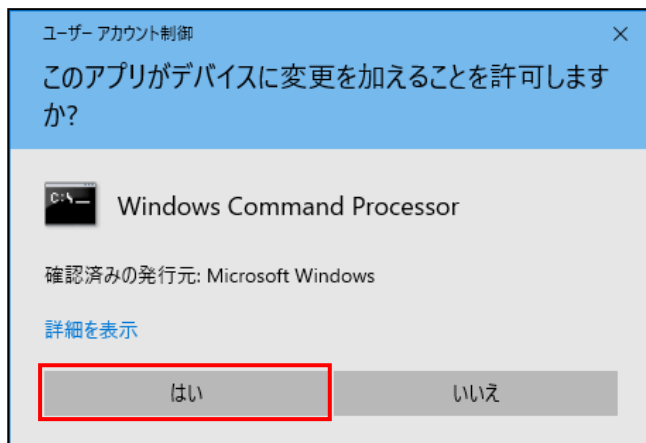 ユーザー アカウント制御
このアプリがデバイスに変更を加えることを許可します
か?
C:\_
Windows Command Processor
確認済みの発行元: Microsoft Windows
詳細を表示
はい
いいえ